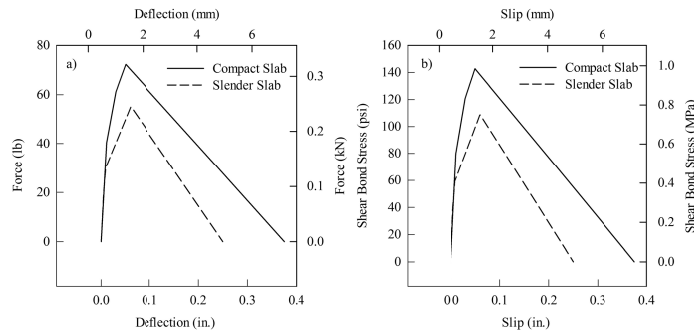 Deflection (mm)
0 2 4 6
80
60
40
20
0
Force (lb)
a)
Compact Slab
Slender Slab
0.3
0.2
0.1
0.0
Force (kN)
0.0 0.1 0.2 0.3 0.4
Deflection (in.)
Slip (mm)
0 2 4 6
160
140
120
100
80
60
40
20
0
Shear Bond Stress (psi)
b)
Compact Slab
Slender Slab
1.0
0.8
0.6
0.4
0.2
0.0
Shear Bond Stress (MPa)
0.0 0.1 0.2 0.3 0.4
Slip (in.)